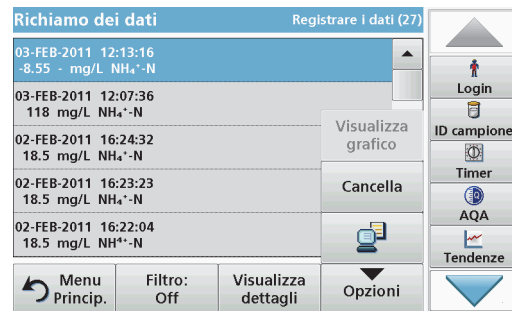 Richiamo dei dati
Registrare i dati (27)
03-FEB-2011 12:13:16
-8.55 - mg/L NH₄⁺-N
03-FEB-2011 12:07:36
118 mg/L NH₄⁺-N
02-FEB-2011 16:24:32
18.5 mg/L NH₄⁺-N
02-FEB-2011 16:23:23
18.5 mg/L NH₄⁺-N
02-FEB-2011 16:22:04
18.5 mg/L NH⁴⁺-N
Visualizza
grafico
Cancella
Menu
Princip.
Filtro:
Off
Visualizza
dettagli
Opzioni
Login
ID campione
Timer
AQA
Tendenze